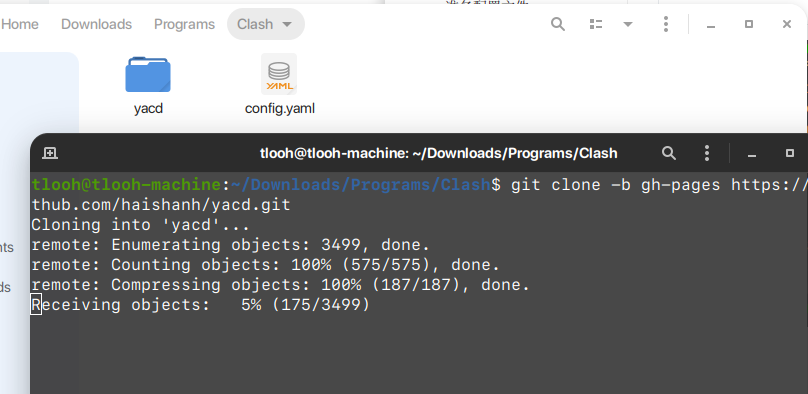 Home Downloads Programs Clash
yacd
config.yaml
YAML
tlooh@tlooh-machine: ~/Downloads/Programs/Clash
tlooh@tlooh-machine:~/Downloads/Programs/Clash$ git clone -b gh-pages https://
thub.com/haishanh/yacd.git
Cloning into 'yacd'...
remote: Enumerating objects: 3499, done.
remote: Counting objects: 100% (575/575), done.
remote: Compressing objects: 100% (187/187), done.
Receiving objects:   5% (175/3499)
nts
ds